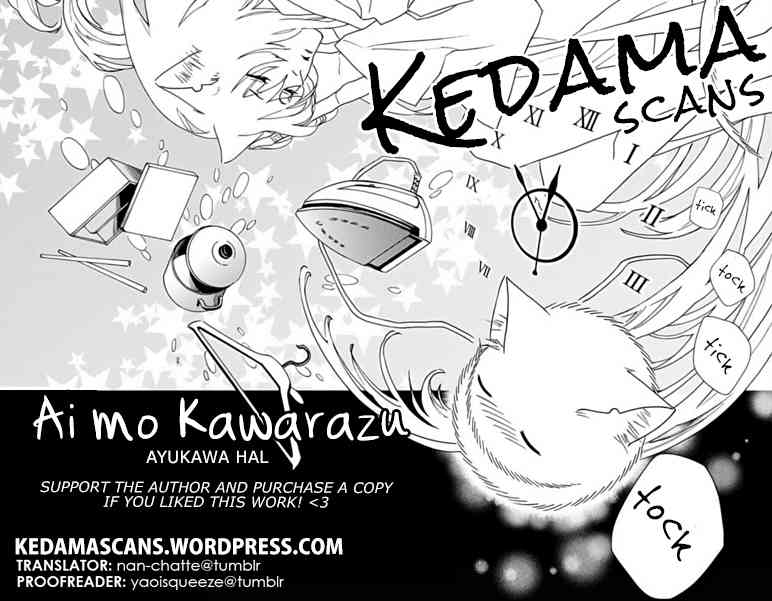 KEDAMA
SCANS
XII
XI
I
X
IX
II
VIII
III
VII
tick
tock
tick
tock
Ai mo Kawarazu
AYUKAWA HAL
SUPPORT THE AUTHOR AND PURCHASE A COPY
IF YOU LIKED THIS WORK! <3
KEDAMASCANS.WORDPRESS.COM
TRANSLATOR: nan-chatte@tumblr
PROOFREADER: yaoisqueeze@tumblr